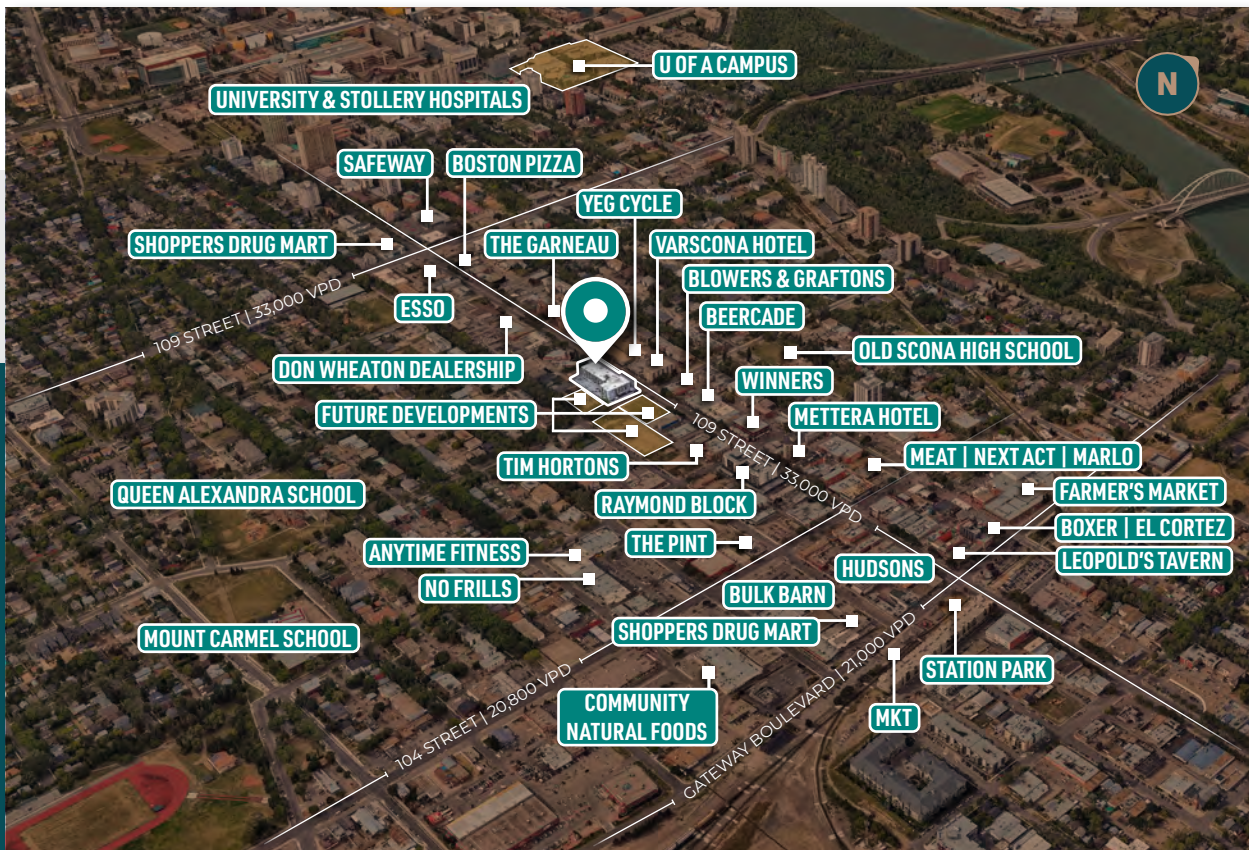 U OF A CAMPUS
N
UNIVERSITY & STOLLERY HOSPITALS
SAFEWAY
BOSTON PIZZA
YEG CYCLE
SHOPPERS DRUG MART
THE GARNEAU
VARSCONA HOTEL
BLOWERS & GRAFTONS
ESSO
BEERCADE
109 STREET | 33,000 VPD
OLD SCONA HIGH SCHOOL
DON WHEATON DEALERSHIP
WINNERS
FUTURE DEVELOPMENTS
METTERA HOTEL
109 STREET | 33,000 VPD
MEAT | NEXT ACT | MARLO
TIM HORTONS
QUEEN ALEXANDRA SCHOOL
FARMER'S MARKET
RAYMOND BLOCK
BOXER | EL CORTEZ
THE PINT
ANYTIME FITNESS
LEOPOLD'S TAVERN
HUDSONS
NO FRILLS
BULK BARN
SHOPPERS DRUG MART
MOUNT CARMEL SCHOOL
STATION PARK
104 STREET | 20,800 VPD
GATEWAY BOULEVARD | 21,000 VPD
COMMUNITY
NATURAL FOODS
MKT